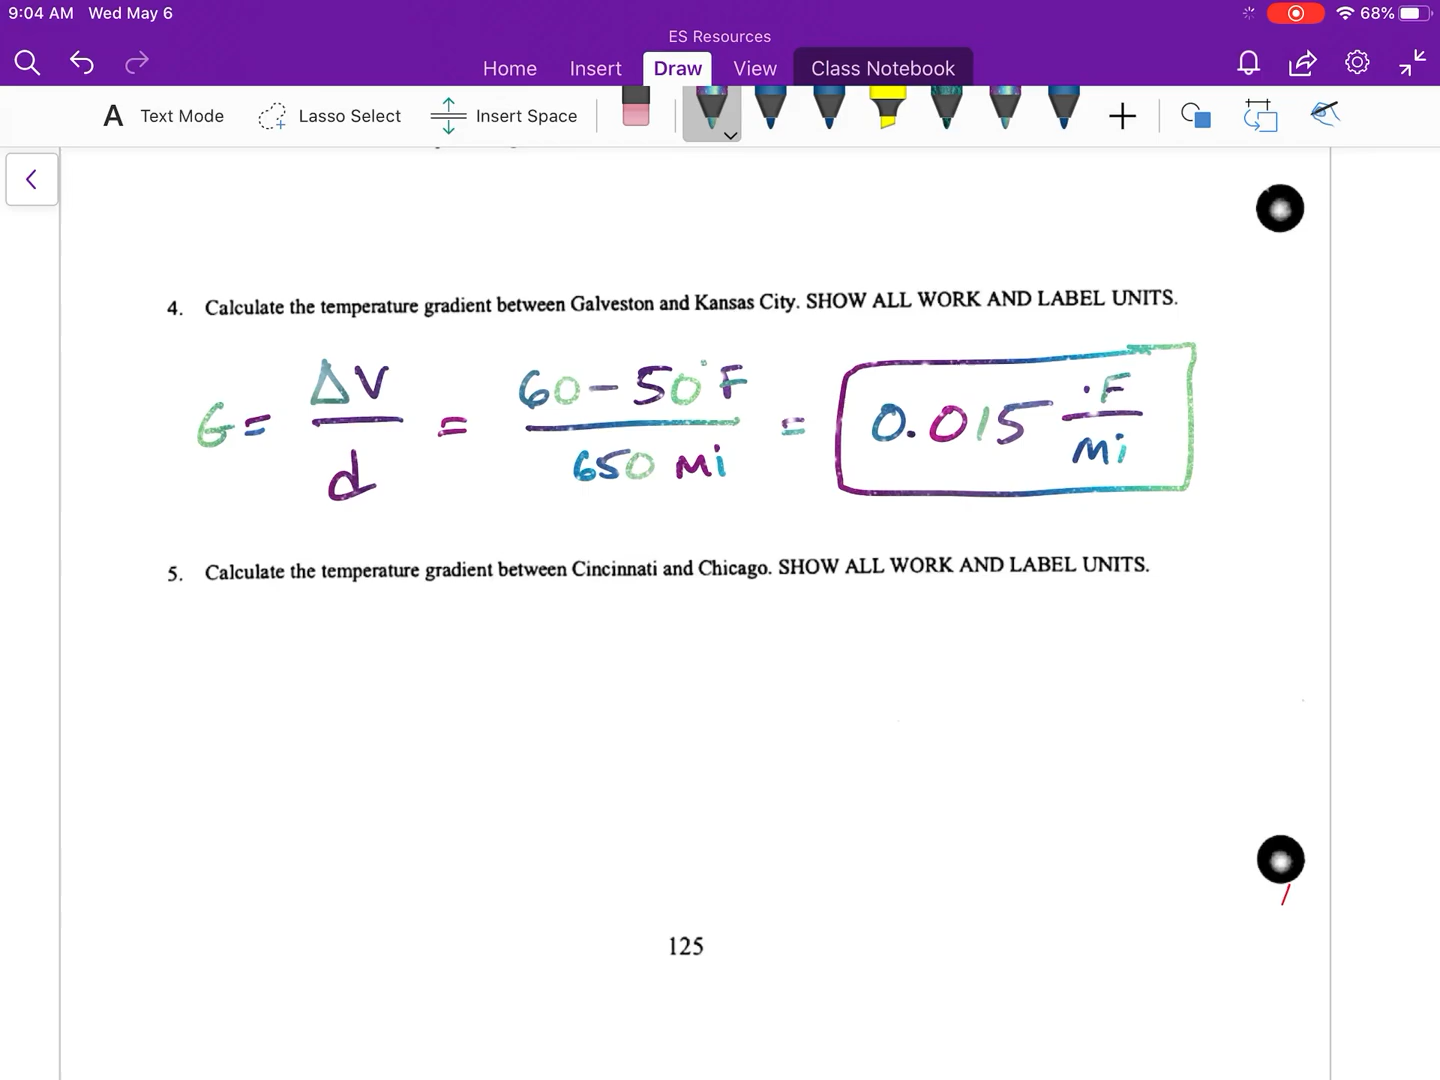 9:04 AM Wed May 6
68%
ES Resources
Home Insert Draw View Class Notebook
A Text Mode Lasso Select Insert Space
4. Calculate the temperature gradient between Galveston and Kansas City. SHOW ALL WORK AND LABEL UNITS.
G = ΔV/d = 60-50°F/650 Mi = 0.015 °F/Mi
5. Calculate the temperature gradient between Cincinnati and Chicago. SHOW ALL WORK AND LABEL UNITS.
125